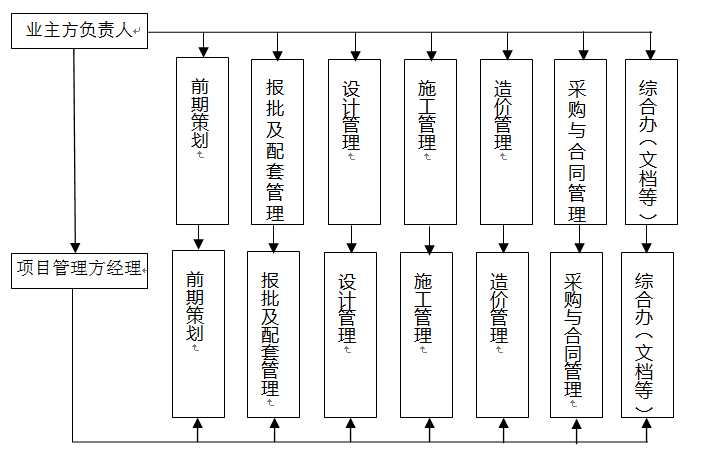 业主方负责人
前期策划
报批及配套管理
设计管理
施工管理
造价管理
采购与合同管理
综合办（文档等）
项目管理方经理
前期策划
报批及配套管理
设计管理
施工管理
造价管理
采购与合同管理
综合办（文档等）